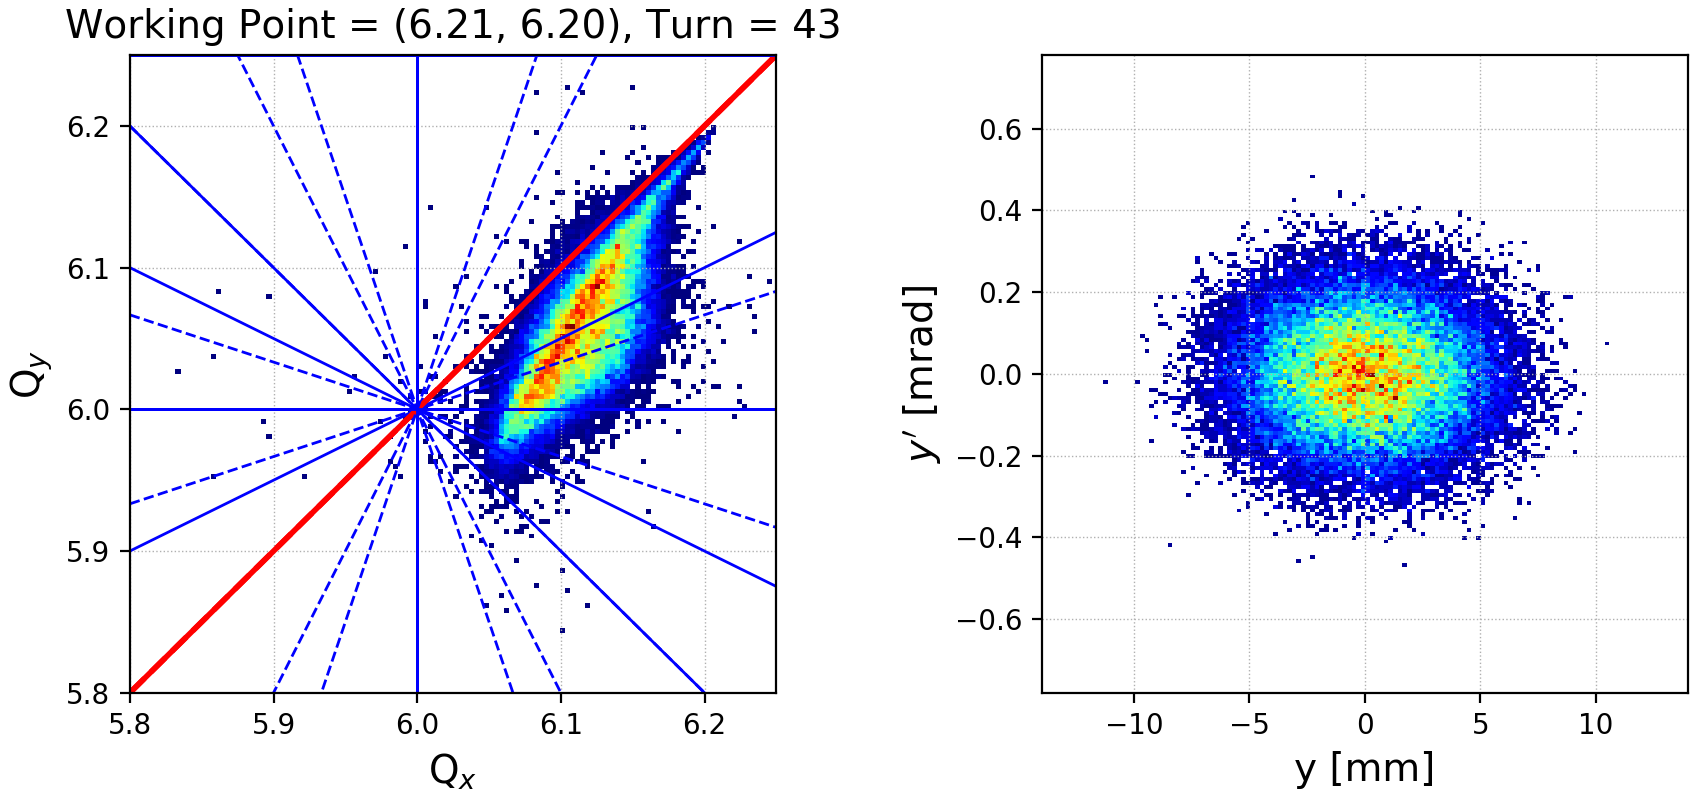 Working Point = (6.21, 6.20), Turn = 43
6.2
6.1
6.0
5.9
5.8
Q_y
5.8 5.9 6.0 6.1 6.2
Q_x
0.6
0.4
0.2
0.0
−0.2
−0.4
−0.6
y′ [mrad]
−10 −5 0 5 10
y [mm]